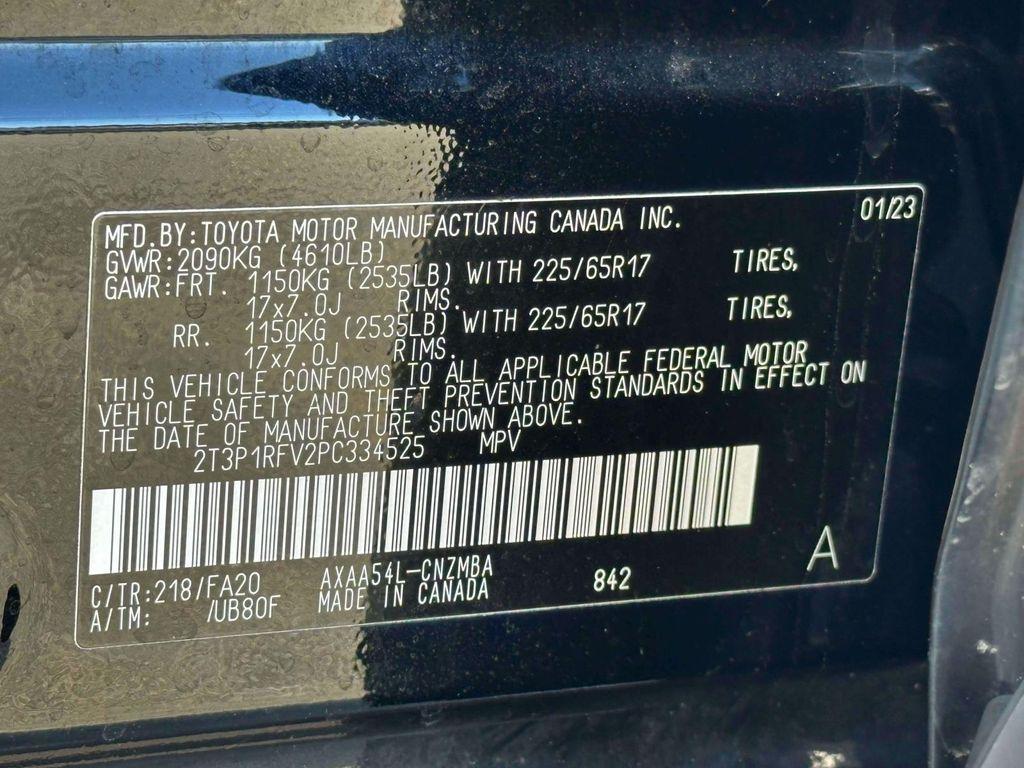 01/23
MFD.BY:TOYOTA MOTOR MANUFACTURING CANADA INC.
GVWR:2090KG (4610LB)
GAWR:FRT. 1150KG (2535LB) WITH 225/65R17 TIRES,
17x7.0J RIMS.
RR. 1150KG (2535LB) WITH 225/65R17 TIRES,
17x7.0J RIMS.
THIS VEHICLE CONFORMS TO ALL APPLICABLE FEDERAL MOTOR
VEHICLE SAFETY AND THEFT PREVENTION STANDARDS IN EFFECT ON
THE DATE OF MANUFACTURE SHOWN ABOVE.
2T3P1RFV2PC334525 MPV
A
C/TR:218/FA20 AXAA54L-CNZMBA 842
A/TM: /UB80F MADE IN CANADA